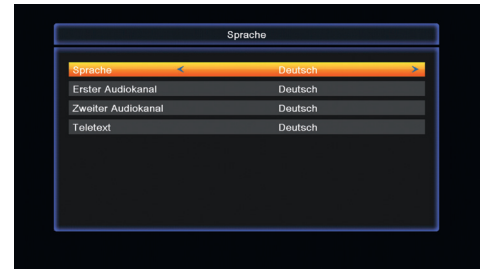 Sprache
Sprache Deutsch
Erster Audiokanal Deutsch
Zweiter Audiokanal Deutsch
Teletext Deutsch